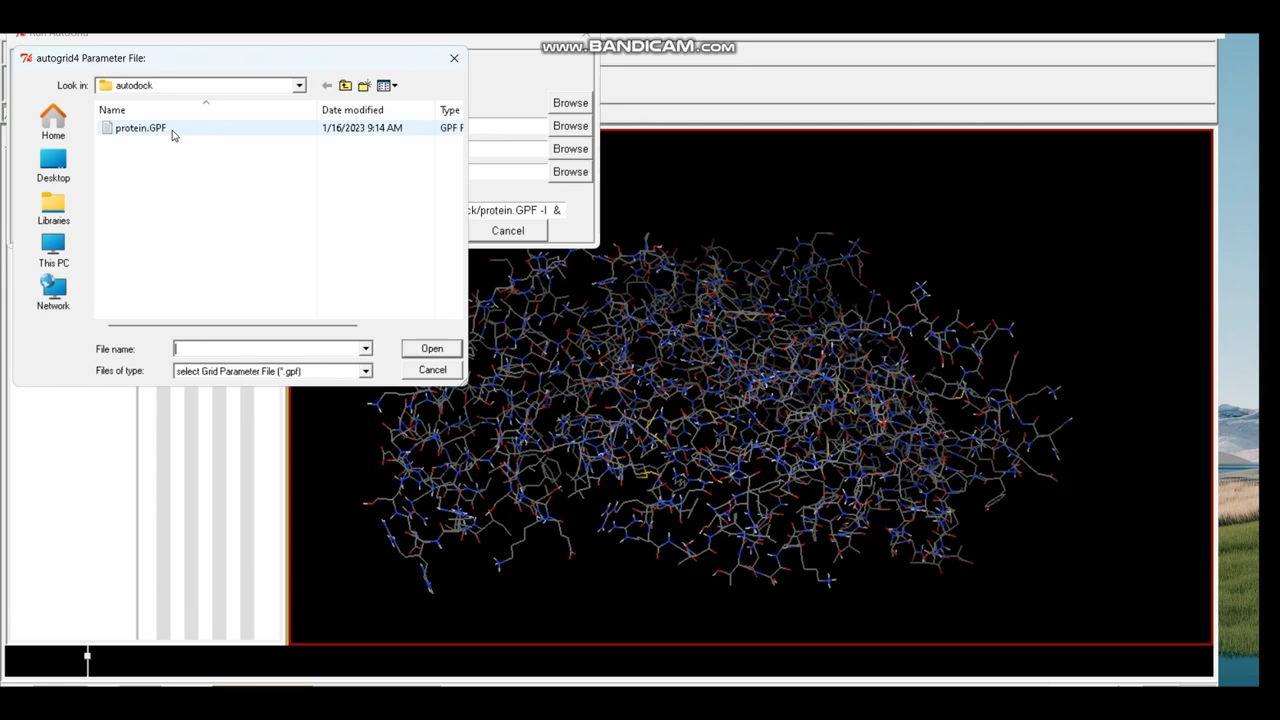 www.BANDICAM.com
autogrid4 Parameter File:
Look in: autodock
Name Date modified Type
protein.GPF 1/16/2023 9:14 AM GPF F
Home
Desktop
Libraries
This PC
Network
File name: Open
Files of type: select Grid Parameter File (*.gpf) Cancel
Browse
Browse
Browse
Browse
ck/protein.GPF -l &
Cancel